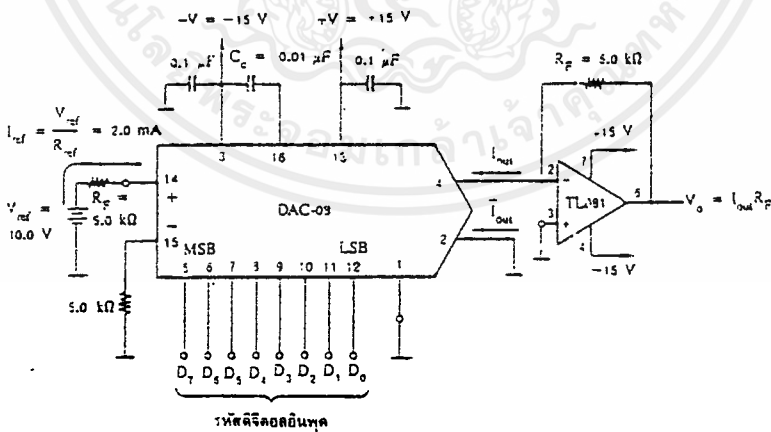 -V = -15 V
+V = +15 V
0.1 µF
C_c = 0.01 µF
0.1 µF
R_F = 5.0 kΩ
I_ref = V_ref / R_ref = 2.0 mA
-15 V
3
16
13
I_out
14
+
4
2
-
7
TL081
6
V_o = I_out R_F
V_ref = 10.0 V
R_F = 5.0 kΩ
DAC-08
Ī_out
3
+
4
-
15
2
-15 V
MSB
LSB
5
6
7
8
9
10
11
12
1
5.0 kΩ
D_7
D_6
D_5
D_4
D_3
D_2
D_1
D_0
รหัสดิจิตอลอินพุต